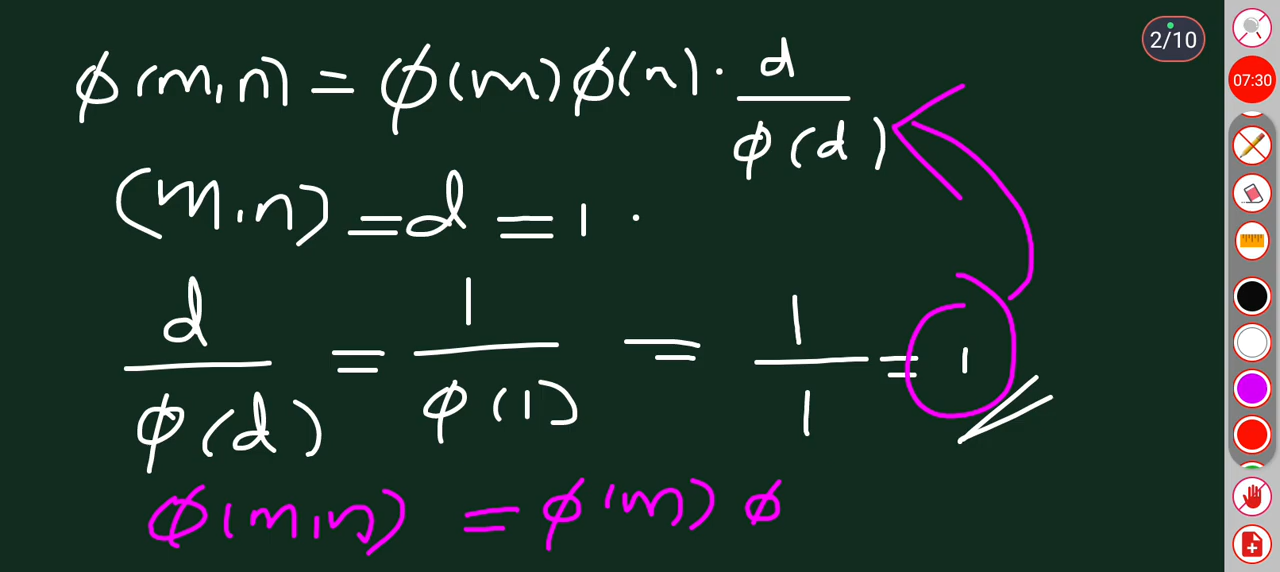 φ(m,n) = φ(m)φ(n) · d/φ(d)
(m,n) = d = 1 ·
d/φ(d) = 1/φ(1) = 1/1 = 1
φ(m,n) = φ(m) φ
2/10
07:30